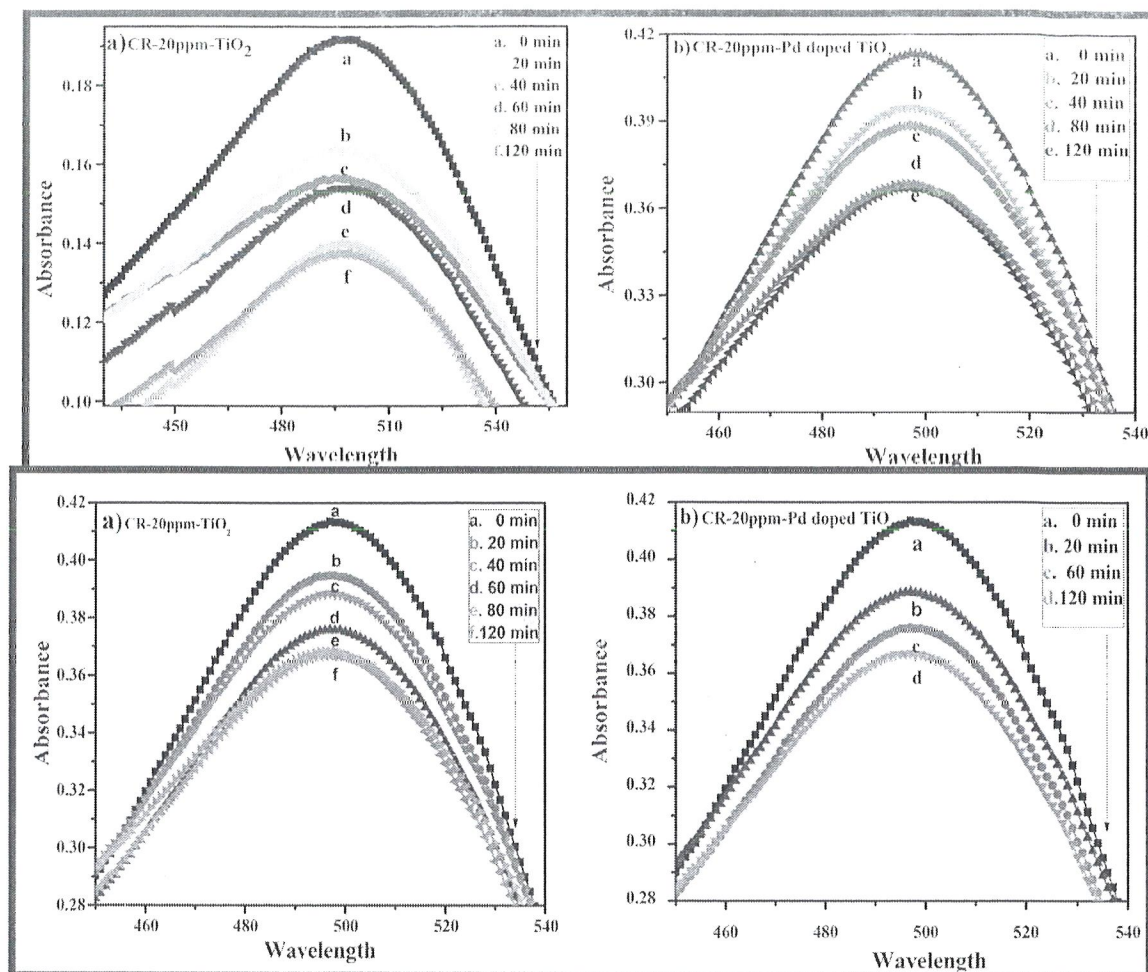 a) CR-20ppm-TiO2
a. 0 min
20 min
c. 40 min
d. 60 min
80 min
f. 120 min
a
b
c
d
e
f
0.18
0.16
0.14
0.12
0.10
450
480
510
540
Absorbance
Wavelength
b) CR-20ppm-Pd doped TiO
a. 0 min
b. 20 min
c. 40 min
d. 80 min
e. 120 min
a
b
c
d
e
0.42
0.39
0.36
0.33
0.30
460
480
500
520
540
Absorbance
Wavelength
a) CR-20ppm-TiO2
a. 0 min
b. 20 min
c. 40 min
d. 60 min
e. 80 min
f. 120 min
a
b
c
d
e
f
0.42
0.40
0.38
0.36
0.34
0.32
0.30
0.28
460
480
500
520
540
Absorbance
Wavelength
b) CR-20ppm-Pd doped TiO
a. 0 min
b. 20 min
c. 60 min
d. 120 min
a
b
c
d
0.42
0.40
0.38
0.36
0.34
0.32
0.30
0.28
460
480
500
520
540
Absorbance
Wavelength